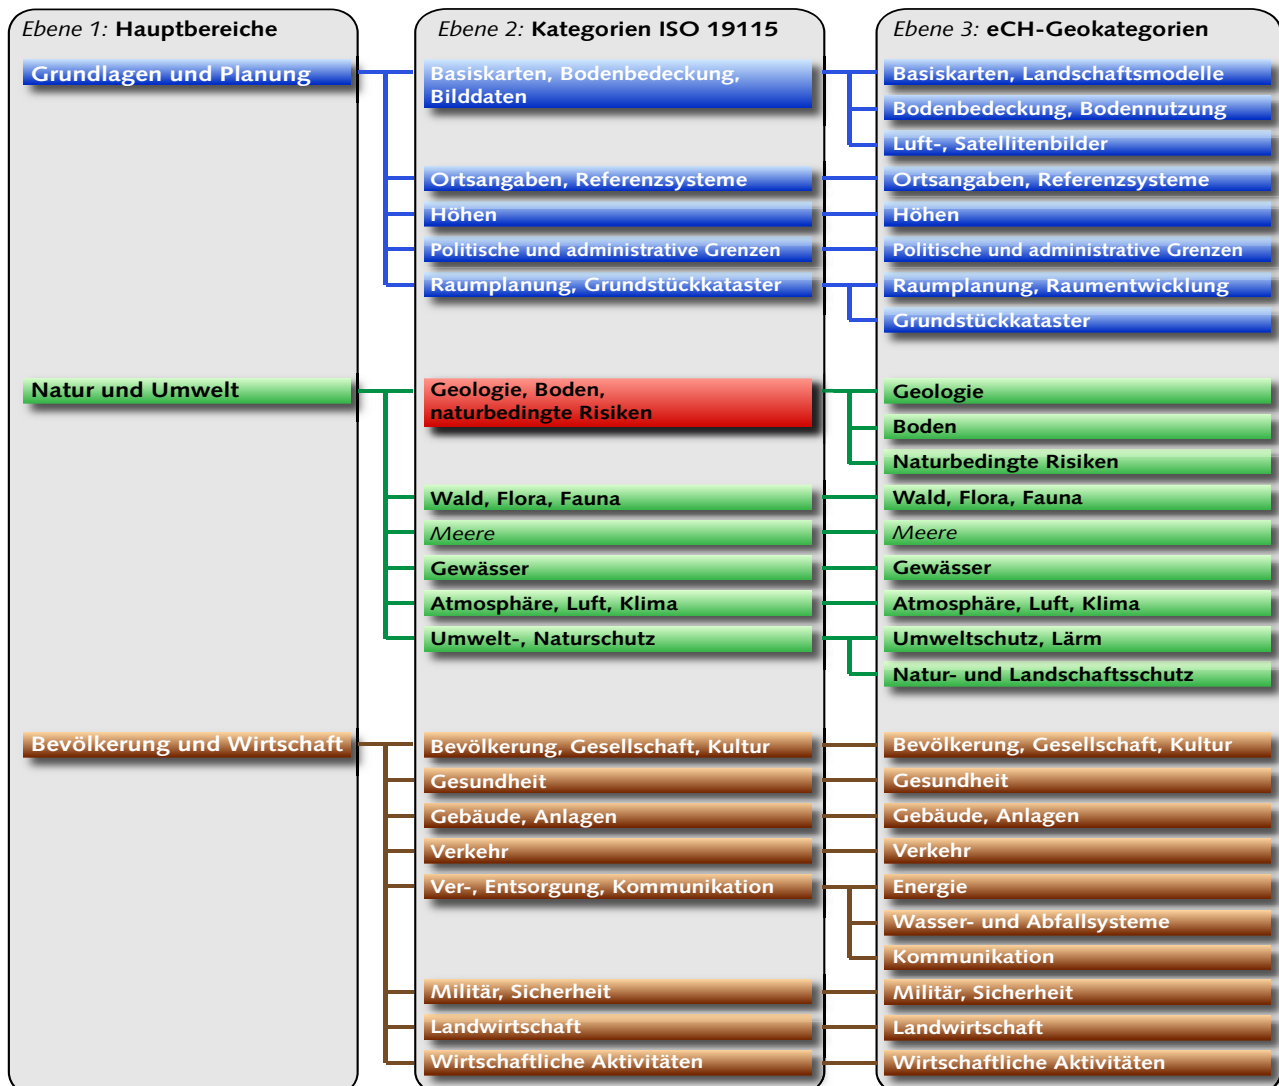 Ebene 1: Hauptbereiche
Grundlagen und Planung
Natur und Umwelt
Bevölkerung und Wirtschaft
Ebene 2: Kategorien ISO 19115
Basiskarten, Bodenbedeckung,
Bilddaten
Ortsangaben, Referenzsysteme
Höhen
Politische und administrative Grenzen
Raumplanung, Grundstückkataster
Geologie, Boden,
naturbedingte Risiken
Wald, Flora, Fauna
Meere
Gewässer
Atmosphäre, Luft, Klima
Umwelt-, Naturschutz
Bevölkerung, Gesellschaft, Kultur
Gesundheit
Gebäude, Anlagen
Verkehr
Ver-, Entsorgung, Kommunikation
Militär, Sicherheit
Landwirtschaft
Wirtschaftliche Aktivitäten
Ebene 3: eCH-Geokategorien
Basiskarten, Landschaftsmodelle
Bodenbedeckung, Bodennutzung
Luft-, Satellitenbilder
Ortsangaben, Referenzsysteme
Höhen
Politische und administrative Grenzen
Raumplanung, Raumentwicklung
Grundstückkataster
Geologie
Boden
Naturbedingte Risiken
Wald, Flora, Fauna
Meere
Gewässer
Atmosphäre, Luft, Klima
Umweltschutz, Lärm
Natur- und Landschaftsschutz
Bevölkerung, Gesellschaft, Kultur
Gesundheit
Gebäude, Anlagen
Verkehr
Energie
Wasser- und Abfallsysteme
Kommunikation
Militär, Sicherheit
Landwirtschaft
Wirtschaftliche Aktivitäten